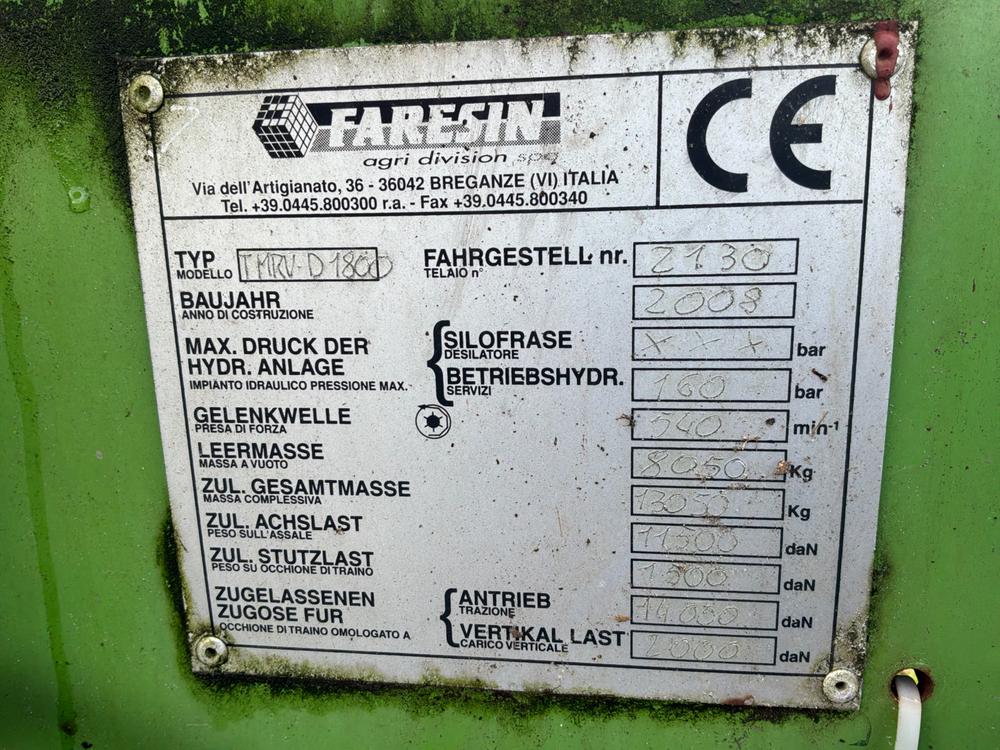 FARESIN
agri division spa
Via dell'Artigianato, 36 - 36042 BREGANZE (VI) ITALIA
Tel. +39.0445.800300 r.a. - Fax +39.0445.800340
CE
TYP
MODELLO
TMRV-D1800
FAHRGESTELL nr.
TELAIO n°
2130
BAUJAHR
ANNO DI COSTRUZIONE
2008
MAX. DRUCK DER
HYDR. ANLAGE
IMPIANTO IDRAULICO PRESSIONE MAX.
SILOFRASE
DESILATORE
XXX bar
BETRIEBSHYDR.
SERVIZI
160 bar
GELENKWELLE
PRESA DI FORZA
540 min-1
LEERMASSE
MASSA A VUOTO
8050 Kg
ZUL. GESAMTMASSE
MASSA COMPLESSIVA
13050 Kg
ZUL. ACHSLAST
PESO SULL'ASSALE
11500 daN
ZUL. STUTZLAST
PESO SU OCCHIONE DI TRAINO
1500 daN
ZUGELASSENEN
ZUGOSE FUR
OCCHIONE DI TRAINO OMOLOGATO A
ANTRIEB
TRAZIONE
daN
VERTIKAL LAST
CARICO VERTICALE
2000 daN